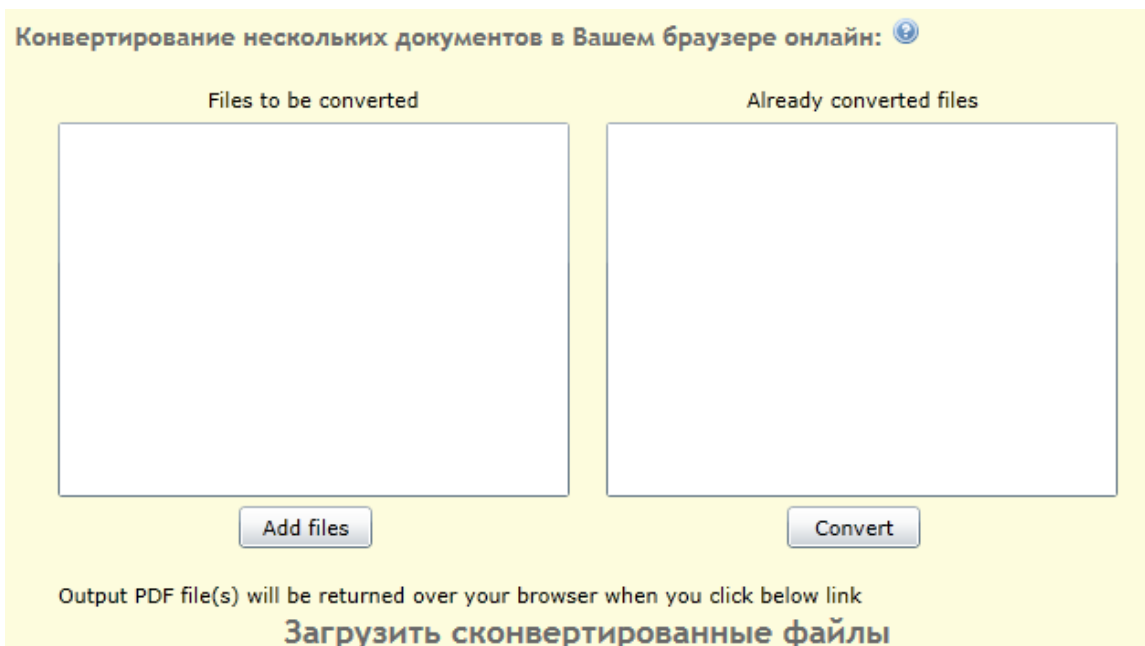 Конвертирование нескольких документов в Вашем браузере онлайн:
Files to be converted
Already converted files
Add files
Convert
Output PDF file(s) will be returned over your browser when you click below link
Загрузить сконвертированные файлы